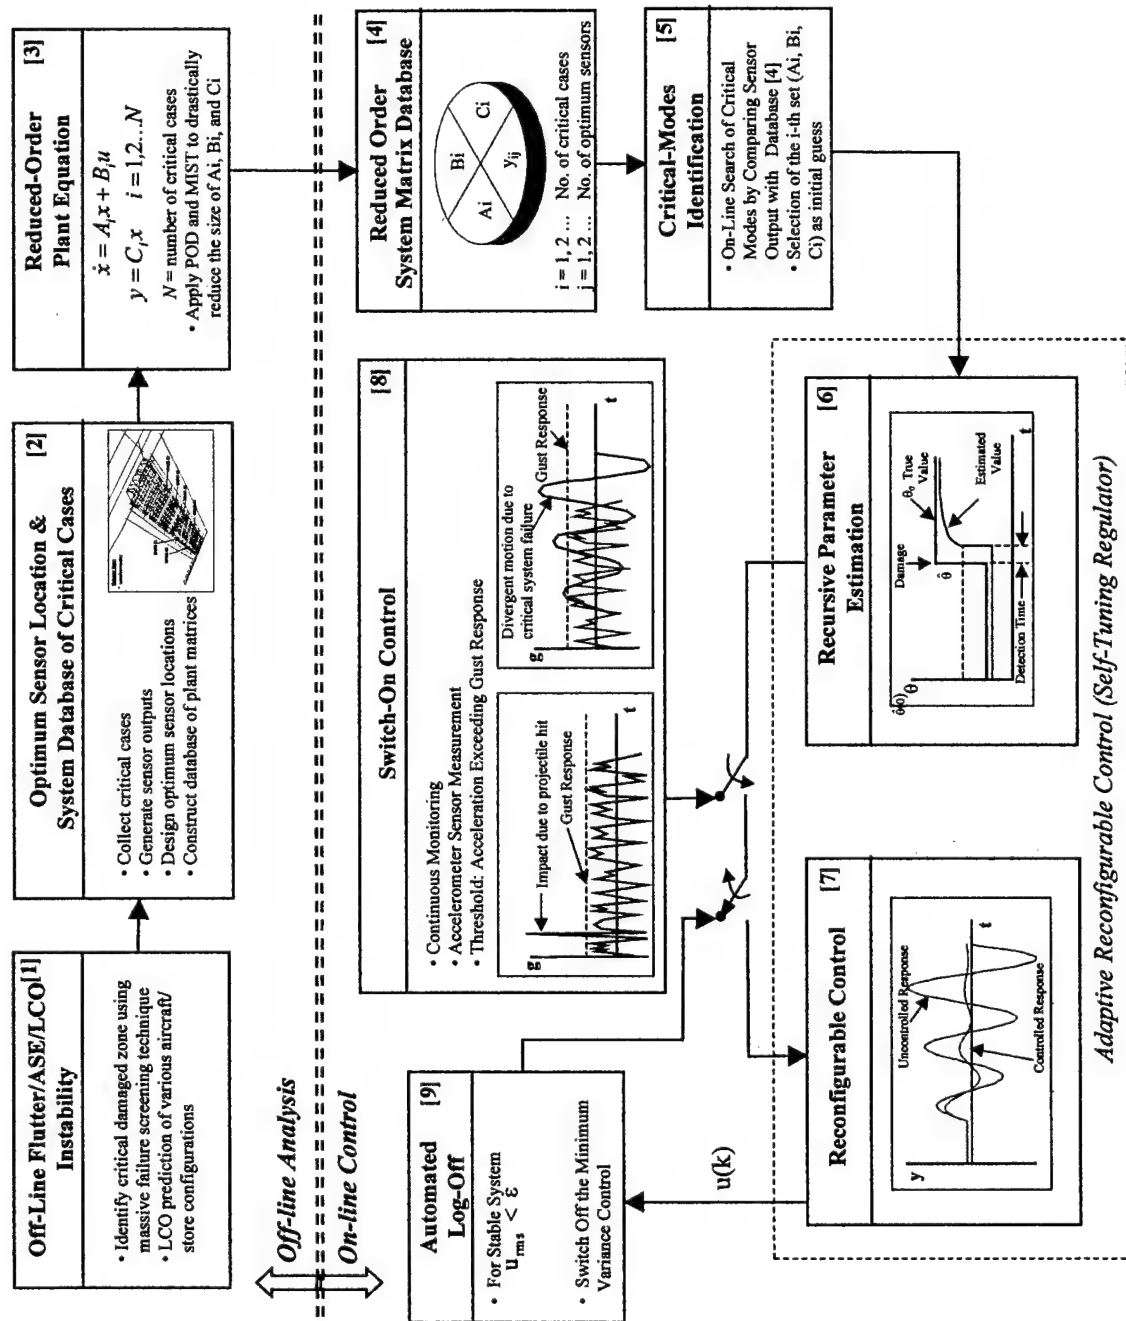 Off-Line Flutter/ASE/LCO[1]
Instability
• Identify critical damaged zone using
massive failure screening technique
• LCO prediction of various aircraft/
store configurations
Optimum Sensor Location & [2]
System Database of Critical Cases
• Collect critical cases
• Generate sensor outputs
• Design optimum sensor locations
• Construct database of plant matrices
Reduced-Order [3]
Plant Equation
ẋ = A_i x + B_i u
y = C_i x i = 1,2...N
N = number of critical cases
• Apply POD and MIST to drastically
reduce the size of Ai, Bi, and Ci
Off-line Analysis
On-line Control
Reduced Order [4]
System Matrix Database
Ai
Bi
Ci
y_ij
i = 1, 2 ... No. of critical cases
j = 1, 2 ... No. of optimum sensors
Critical-Modes [5]
Identification
• On-Line Search of Critical
Modes by Comparing Sensor
Output with Database [4]
• Selection of the i-th set (Ai, Bi,
Ci) as initial guess
Recursive Parameter [6]
Estimation
θ̂(0)
θ
Damage
θ̂
θ₀ True
Value
Estimated
Value
Detection Time
t
Reconfigurable Control [7]
y
Uncontrolled Response
Controlled Response
t
Adaptive Reconfigurable Control (Self-Tuning Regulator)
Switch-On Control [8]
• Continuous Monitoring
• Accelerometer Sensor Measurement
• Threshold: Acceleration Exceeding Gust Response
g
Impact due to projectile hit
Gust Response
t
g
Divergent motion due to
critical system failure
Gust Response
t
Automated [9]
Log-Off
• For Stable System
u_rms < ε
• Switch Off the Minimum
Variance Control
u(k)